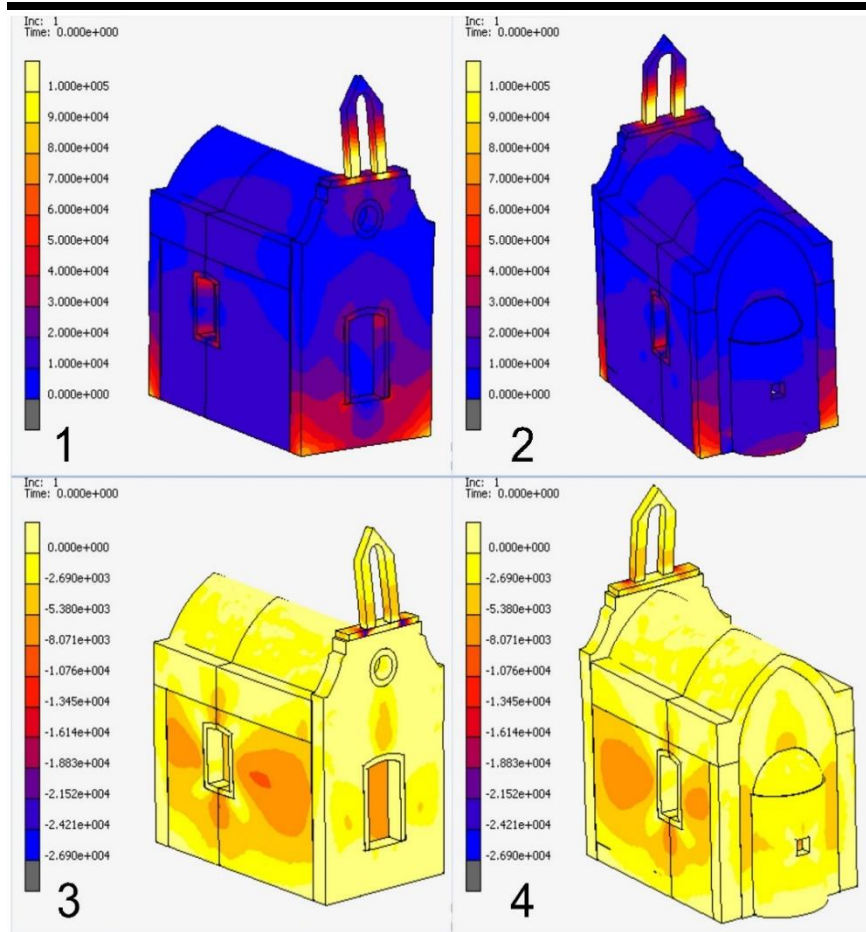 Inc: 1
Time: 0.000e+000
1.000e+005
9.000e+004
8.000e+004
7.000e+004
6.000e+004
5.000e+004
4.000e+004
3.000e+004
2.000e+004
1.000e+004
0.000e+000
1
Inc: 1
Time: 0.000e+000
1.000e+005
9.000e+004
8.000e+004
7.000e+004
6.000e+004
5.000e+004
4.000e+004
3.000e+004
2.000e+004
1.000e+004
0.000e+000
2
Inc: 1
Time: 0.000e+000
0.000e+000
-2.690e+003
-5.380e+003
-8.071e+003
-1.076e+004
-1.345e+004
-1.614e+004
-1.883e+004
-2.152e+004
-2.421e+004
-2.690e+004
3
Inc: 1
Time: 0.000e+000
0.000e+000
-2.690e+003
-5.380e+003
-8.071e+003
-1.076e+004
-1.345e+004
-1.614e+004
-1.883e+004
-2.152e+004
-2.421e+004
-2.690e+004
4